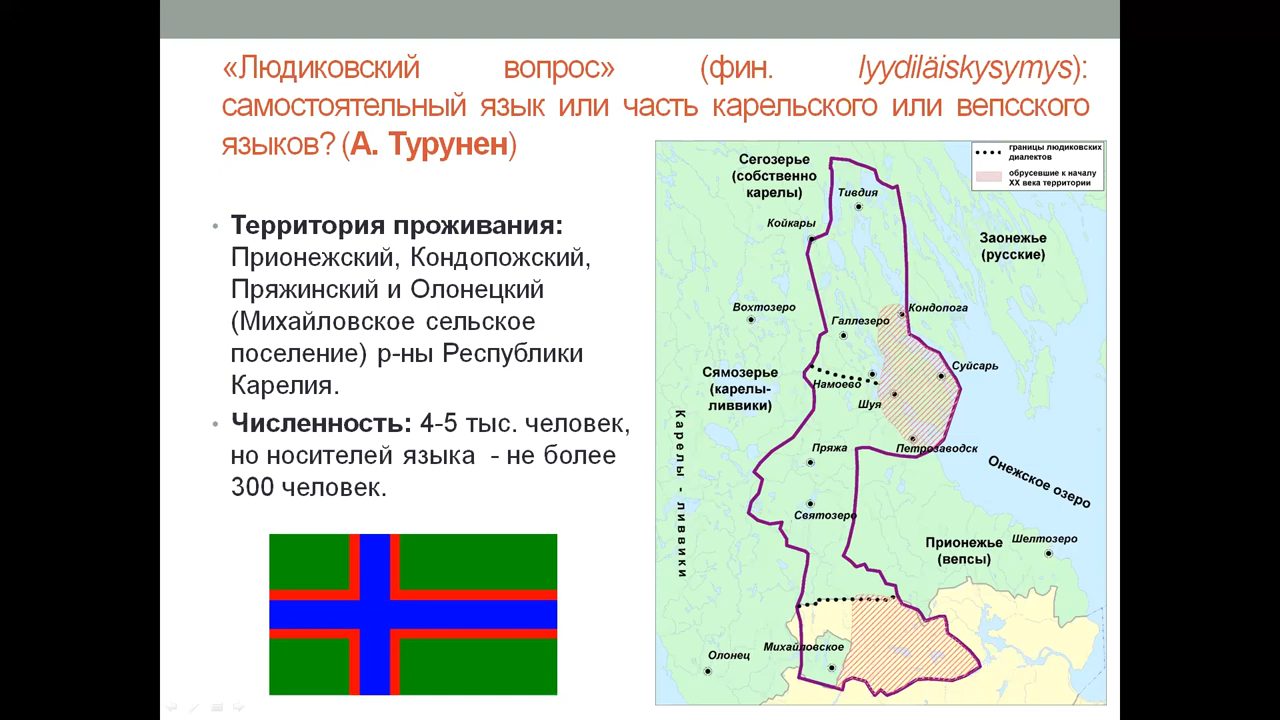 «Людиковский вопрос» (фин. lyydiläiskysymys):
самостоятельный язык или часть карельского или вепсского
языков? (А. Турунен)
• Территория проживания:
Прионежский, Кондопожский,
Пряжинский и Олонецкий
(Михайловское сельское
поселение) р-ны Республики
Карелия.
• Численность: 4-5 тыс. человек,
но носителей языка - не более
300 человек.
границы людиковских
диалектов
обрусевшие к началу
XX века территории
Сегозерье
(собственно
карелы)
Тивдия
Койкары
Заонежье
(русские)
Вохтозеро
Кондопога
Галлезеро
Сямозерье
(карелы-
ливвики)
Суйсарь
Намоево
Шуя
Карелы - ливвики
Пряжа
Петрозаводск
Онежское озеро
Святозеро
Прионежье
(вепсы)
Шелтозеро
Михайловское
Олонец